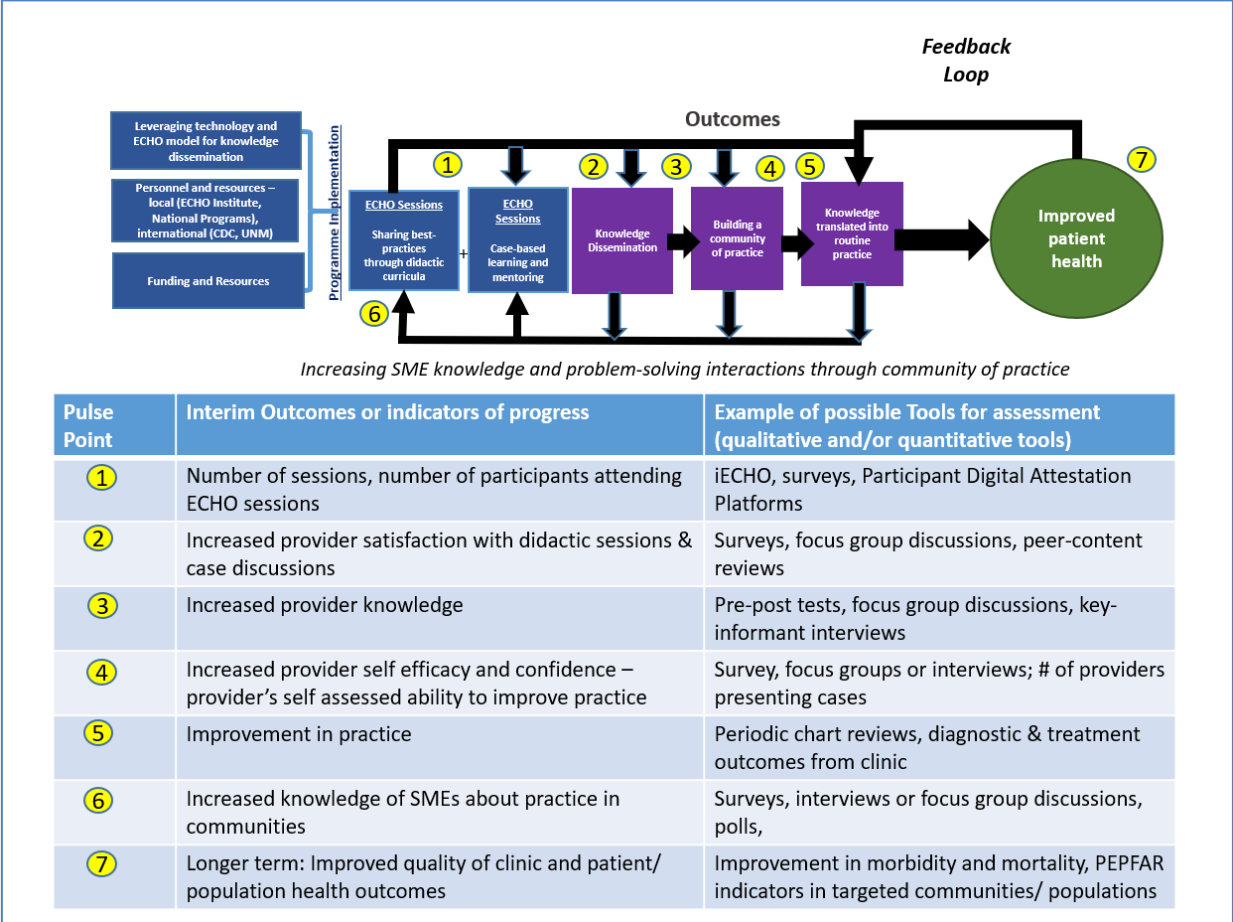 Feedback
Loop
Outcomes
Leveraging technology and
ECHO model for knowledge
dissemination
Personnel and resources –
local (ECHO Institute,
National Programs),
international (CDC, UNM)
Funding and Resources
Programme Implementation
1
ECHO Sessions
Sharing best-
practices
through didactic
curricula
+
ECHO
Sessions
Case-based
learning and
mentoring
2
Knowledge
Dissemination
3
Building a
community
of practice
4
5
Knowledge
translated into
routine
practice
7
Improved
patient
health
6
Increasing SME knowledge and problem-solving interactions through community of practice
Pulse
Point
Interim Outcomes or indicators of progress
Example of possible Tools for assessment
(qualitative and/or quantitative tools)
1
Number of sessions, number of participants attending
ECHO sessions
iECHO, surveys, Participant Digital Attestation
Platforms
2
Increased provider satisfaction with didactic sessions &
case discussions
Surveys, focus group discussions, peer-content
reviews
3
Increased provider knowledge
Pre-post tests, focus group discussions, key-
informant interviews
4
Increased provider self efficacy and confidence –
provider's self assessed ability to improve practice
Survey, focus groups or interviews; # of providers
presenting cases
5
Improvement in practice
Periodic chart reviews, diagnostic & treatment
outcomes from clinic
6
Increased knowledge of SMEs about practice in
communities
Surveys, interviews or focus group discussions,
polls,
7
Longer term: Improved quality of clinic and patient/
population health outcomes
Improvement in morbidity and mortality, PEPFAR
indicators in targeted communities/ populations